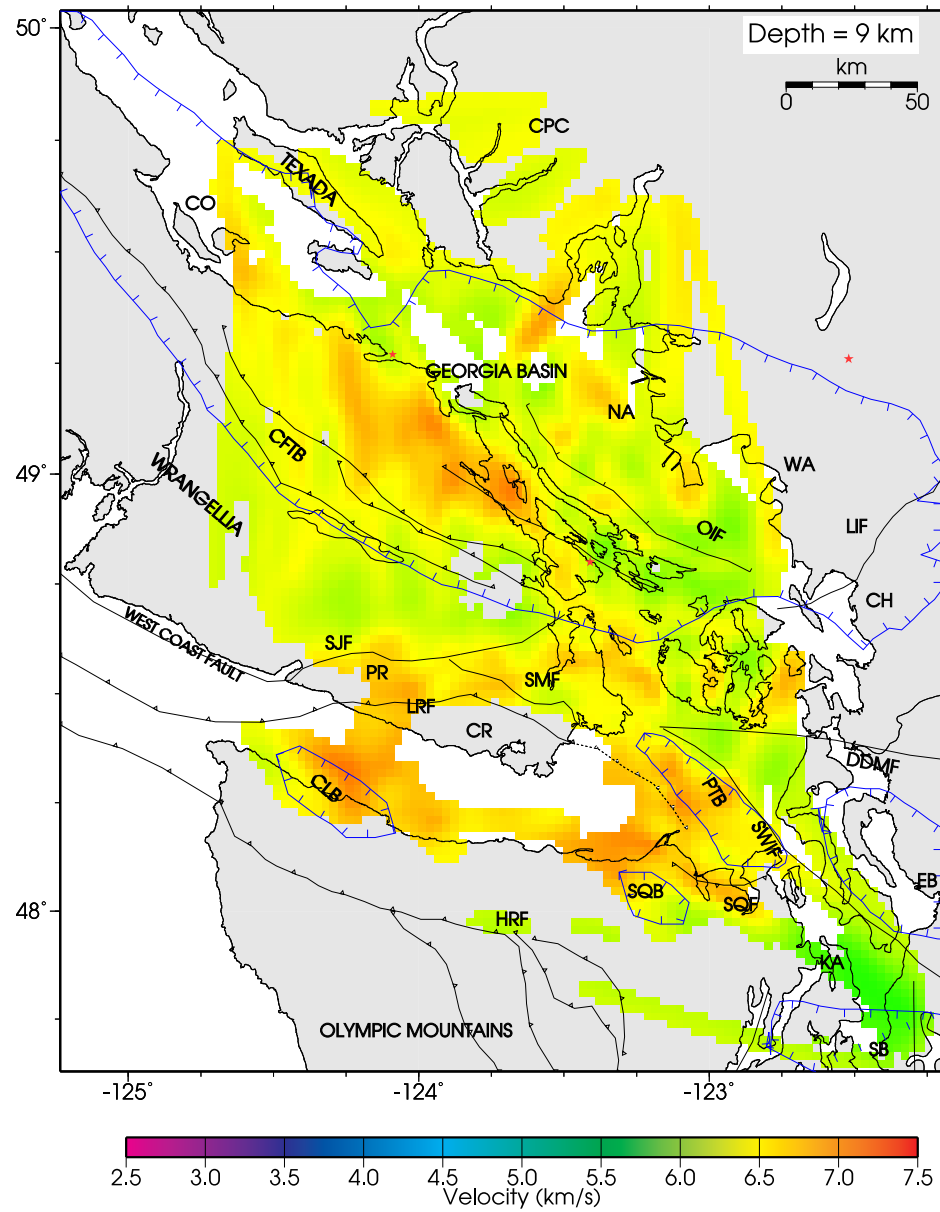 50°
Depth = 9 km
km
0 50
CPC
TEXADA
CO
GEORGIA BASIN
NA
CFTB
49°
WA
WRANGELLIA
OIF
LIF
CH
WEST COAST FAULT
SJF
PR
SMF
LRF
CR
DDMF
CLB
PTB
SWIF
EB
SQB
SQF
48°
HRF
KA
OLYMPIC MOUNTAINS
SB
-125° -124° -123°
2.5 3.0 3.5 4.0 4.5 5.0 5.5 6.0 6.5 7.0 7.5
Velocity (km/s)